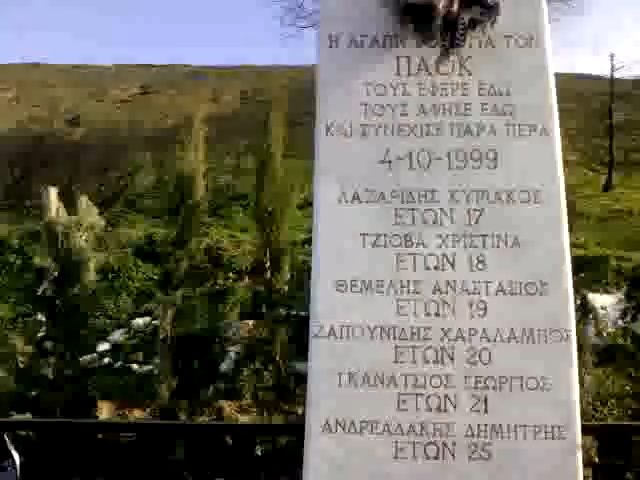 Η ΑΓΑΠΗ ΤΟΥΣ ΓΙΑ ΤΟΝ
ΠΑΟΚ
ΤΟΥΣ ΕΦΕΡΕ ΕΔΩ
ΤΟΥΣ ΑΦΗΣΕ ΕΔΩ
ΚΑΙ ΣΥΝΕΧΙΣΕ ΠΑΡΑ ΠΕΡΑ
4-10-1999
ΛΑΖΑΡΙΔΗΣ ΚΥΡΙΑΚΟΣ
ΕΤΩΝ 17
ΤΖΙΟΒΑ ΧΡΙΣΤΙΝΑ
ΕΤΩΝ 18
ΘΕΜΕΛΗΣ ΑΝΑΣΤΑΣΙΟΣ
ΕΤΩΝ 19
ΖΑΠΟΥΝΙΔΗΣ ΧΑΡΑΛΑΜΠΟΣ
ΕΤΩΝ 20
ΓΚΑΝΑΤΣΙΟΣ ΓΕΩΡΓΙΟΣ
ΕΤΩΝ 21
ΑΝΔΡΕΑΔΑΚΗΣ ΔΗΜΗΤΡΗΣ
ΕΤΩΝ 25